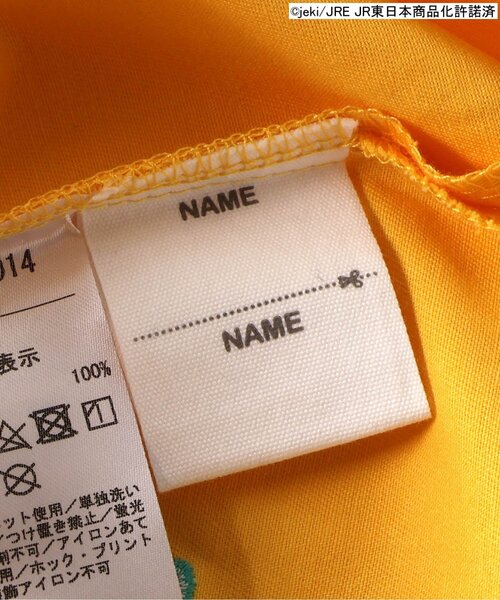 ©jeki/JRE JR東日本商品化許諾済
NAME
NAME
014
表示
100%
ット使用／単独洗い
つけ置き禁止／蛍光
剤不可／アイロンあて
用／ホック・プリント
飾アイロン不可